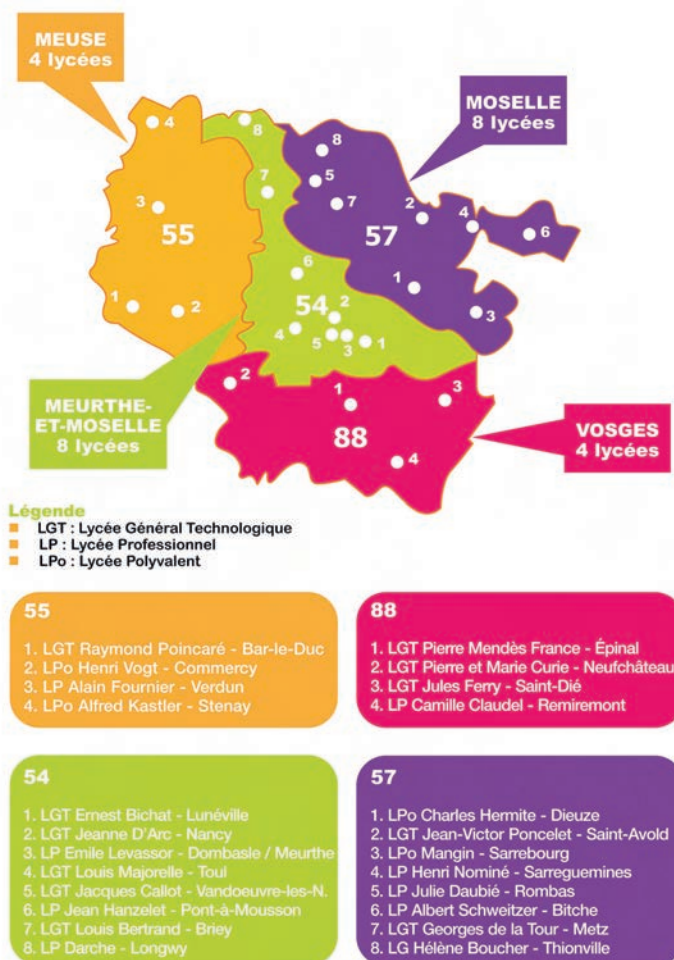 MEUSE
4 lycées
MOSELLE
8 lycées
4
8
8
7
5
7
3
55
57
2
4
6
6
1
1
2
54
2
3
4
5
3
1
2
1
3
MEURTHE-
ET-MOSELLE
8 lycées
88
4
VOSGES
4 lycées
Légende
LGT : Lycée Général Technologique
LP : Lycée Professionnel
LPo : Lycée Polyvalent
55
1. LGT Raymond Poincaré - Bar-le-Duc
2. LPo Henri Vogt - Commercy
3. LP Alain Fournier - Verdun
4. LPo Alfred Kastler - Stenay
88
1. LGT Pierre Mendès France - Épinal
2. LGT Pierre et Marie Curie - Neufchâteau
3. LGT Jules Ferry - Saint-Dié
4. LP Camille Claudel - Remiremont
54
1. LGT Ernest Bichat - Lunéville
2. LGT Jeanne D'Arc - Nancy
3. LP Emile Levassor - Dombasle / Meurthe
4. LGT Louis Majorelle - Toul
5. LGT Jacques Callot - Vandoeuvre-les-N.
6. LP Jean Hanzelet - Pont-à-Mousson
7. LGT Louis Bertrand - Briey
8. LP Darche - Longwy
57
1. LPo Charles Hermite - Dieuze
2. LGT Jean-Victor Poncelet - Saint-Avold
3. LPo Mangin - Sarrebourg
4. LP Henri Nominé - Sarreguemines
5. LP Julie Daubié - Rombas
6. LP Albert Schweitzer - Bitche
7. LGT Georges de la Tour - Metz
8. LG Hélène Boucher - Thionville